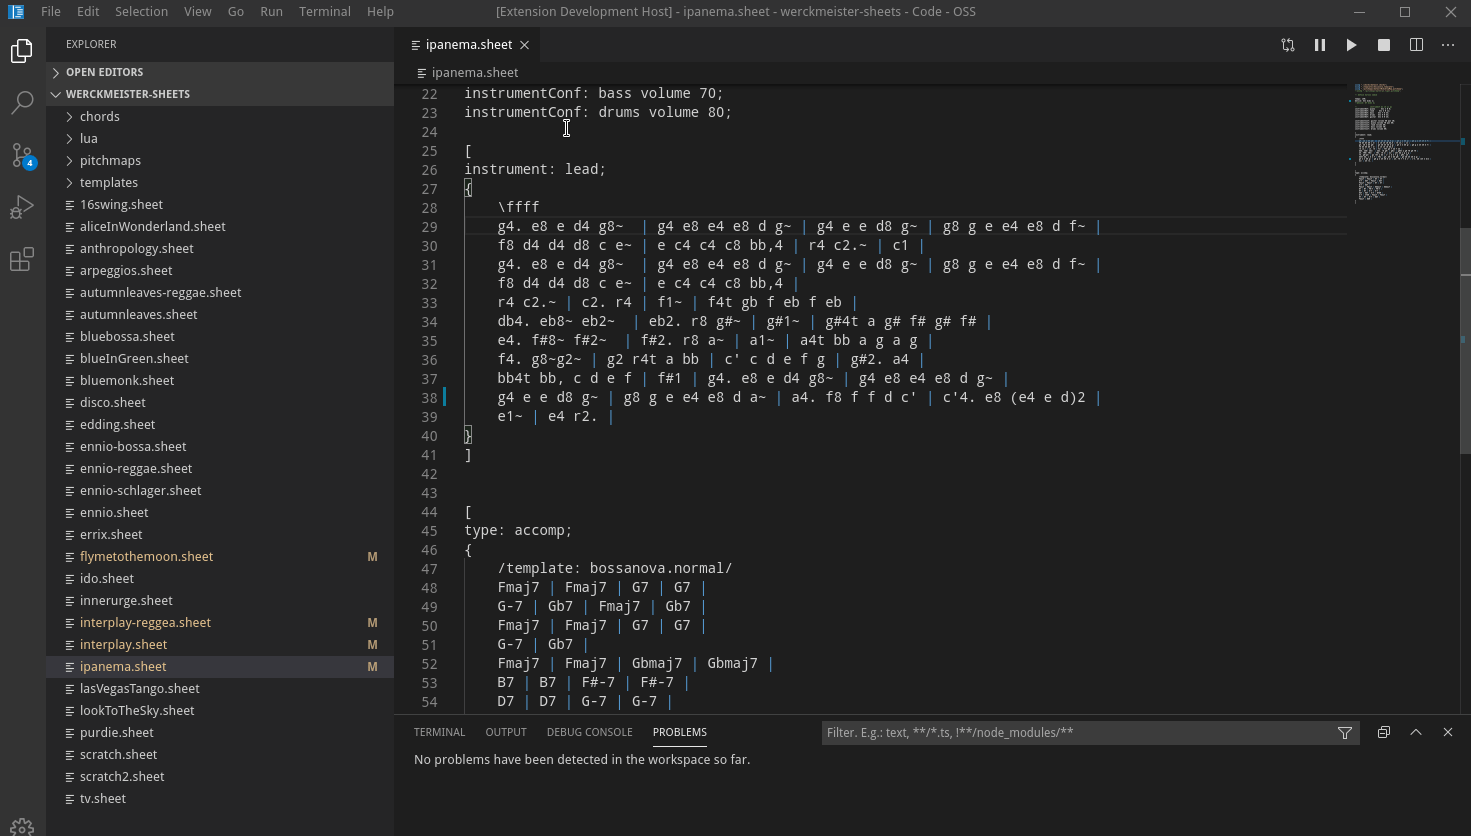 File Edit Selection View Go Run Terminal Help [Extension Development Host] - ipanema.sheet - werckmeister-sheets - Code - OSS
EXPLORER
OPEN EDITORS
WERCKMEISTER-SHEETS
chords
lua
pitchmaps
templates
16swing.sheet
aliceInWonderland.sheet
anthropology.sheet
arpeggios.sheet
autumnleaves-reggae.sheet
autumnleaves.sheet
bluebossa.sheet
blueInGreen.sheet
bluemonk.sheet
disco.sheet
edding.sheet
ennio-bossa.sheet
ennio-reggae.sheet
ennio-schlager.sheet
ennio.sheet
errix.sheet
flymetothemoon.sheet M
ido.sheet
innerurge.sheet
interplay-reggea.sheet M
interplay.sheet M
ipanema.sheet M
lasVegasTango.sheet
lookToTheSky.sheet
purdie.sheet
scratch.sheet
scratch2.sheet
tv.sheet
4
ipanema.sheet
ipanema.sheet
22 instrumentConf: bass volume 70;
23 instrumentConf: drums volume 80;
24
25 [
26 instrument: lead;
27 {
28 \ffff
29 g4. e8 e d4 g8~ | g4 e8 e4 e8 d g~ | g4 e e d8 g~ | g8 g e e4 e8 d f~ |
30 f8 d4 d4 d8 c e~ | e c4 c4 c8 bb,4 | r4 c2.~ | c1 |
31 g4. e8 e d4 g8~ | g4 e8 e4 e8 d g~ | g4 e e d8 g~ | g8 g e e4 e8 d f~ |
32 f8 d4 d4 d8 c e~ | e c4 c4 c8 bb,4 |
33 r4 c2.~ | c2. r4 | f1~ | f4t gb f eb f eb |
34 db4. eb8~ eb2~ | eb2. r8 g#~ | g#1~ | g#4t a g# f# g# f# |
35 e4. f#8~ f#2~ | f#2. r8 a~ | a1~ | a4t bb a g a g |
36 f4. g8~g2~ | g2 r4t a bb | c' c d e f g | g#2. a4 |
37 bb4t bb, c d e f | f#1 | g4. e8 e d4 g8~ | g4 e8 e4 e8 d g~ |
38 g4 e e d8 g~ | g8 g e e4 e8 d a~ | a4. f8 f f d c' | c'4. e8 (e4 e d)2 |
39 e1~ | e4 r2. |
40 }
41 ]
42
43
44 [
45 type: accomp;
46 {
47 /template: bossanova.normal/
48 Fmaj7 | Fmaj7 | G7 | G7 |
49 G-7 | Gb7 | Fmaj7 | Gb7 |
50 Fmaj7 | Fmaj7 | G7 | G7 |
51 G-7 | Gb7 |
52 Fmaj7 | Fmaj7 | Gbmaj7 | Gbmaj7 |
53 B7 | B7 | F#-7 | F#-7 |
54 D7 | D7 | G-7 | G-7 |
TERMINAL OUTPUT DEBUG CONSOLE PROBLEMS Filter. E.g.: text, **/*.ts, !**/node_modules/**
No problems have been detected in the workspace so far.